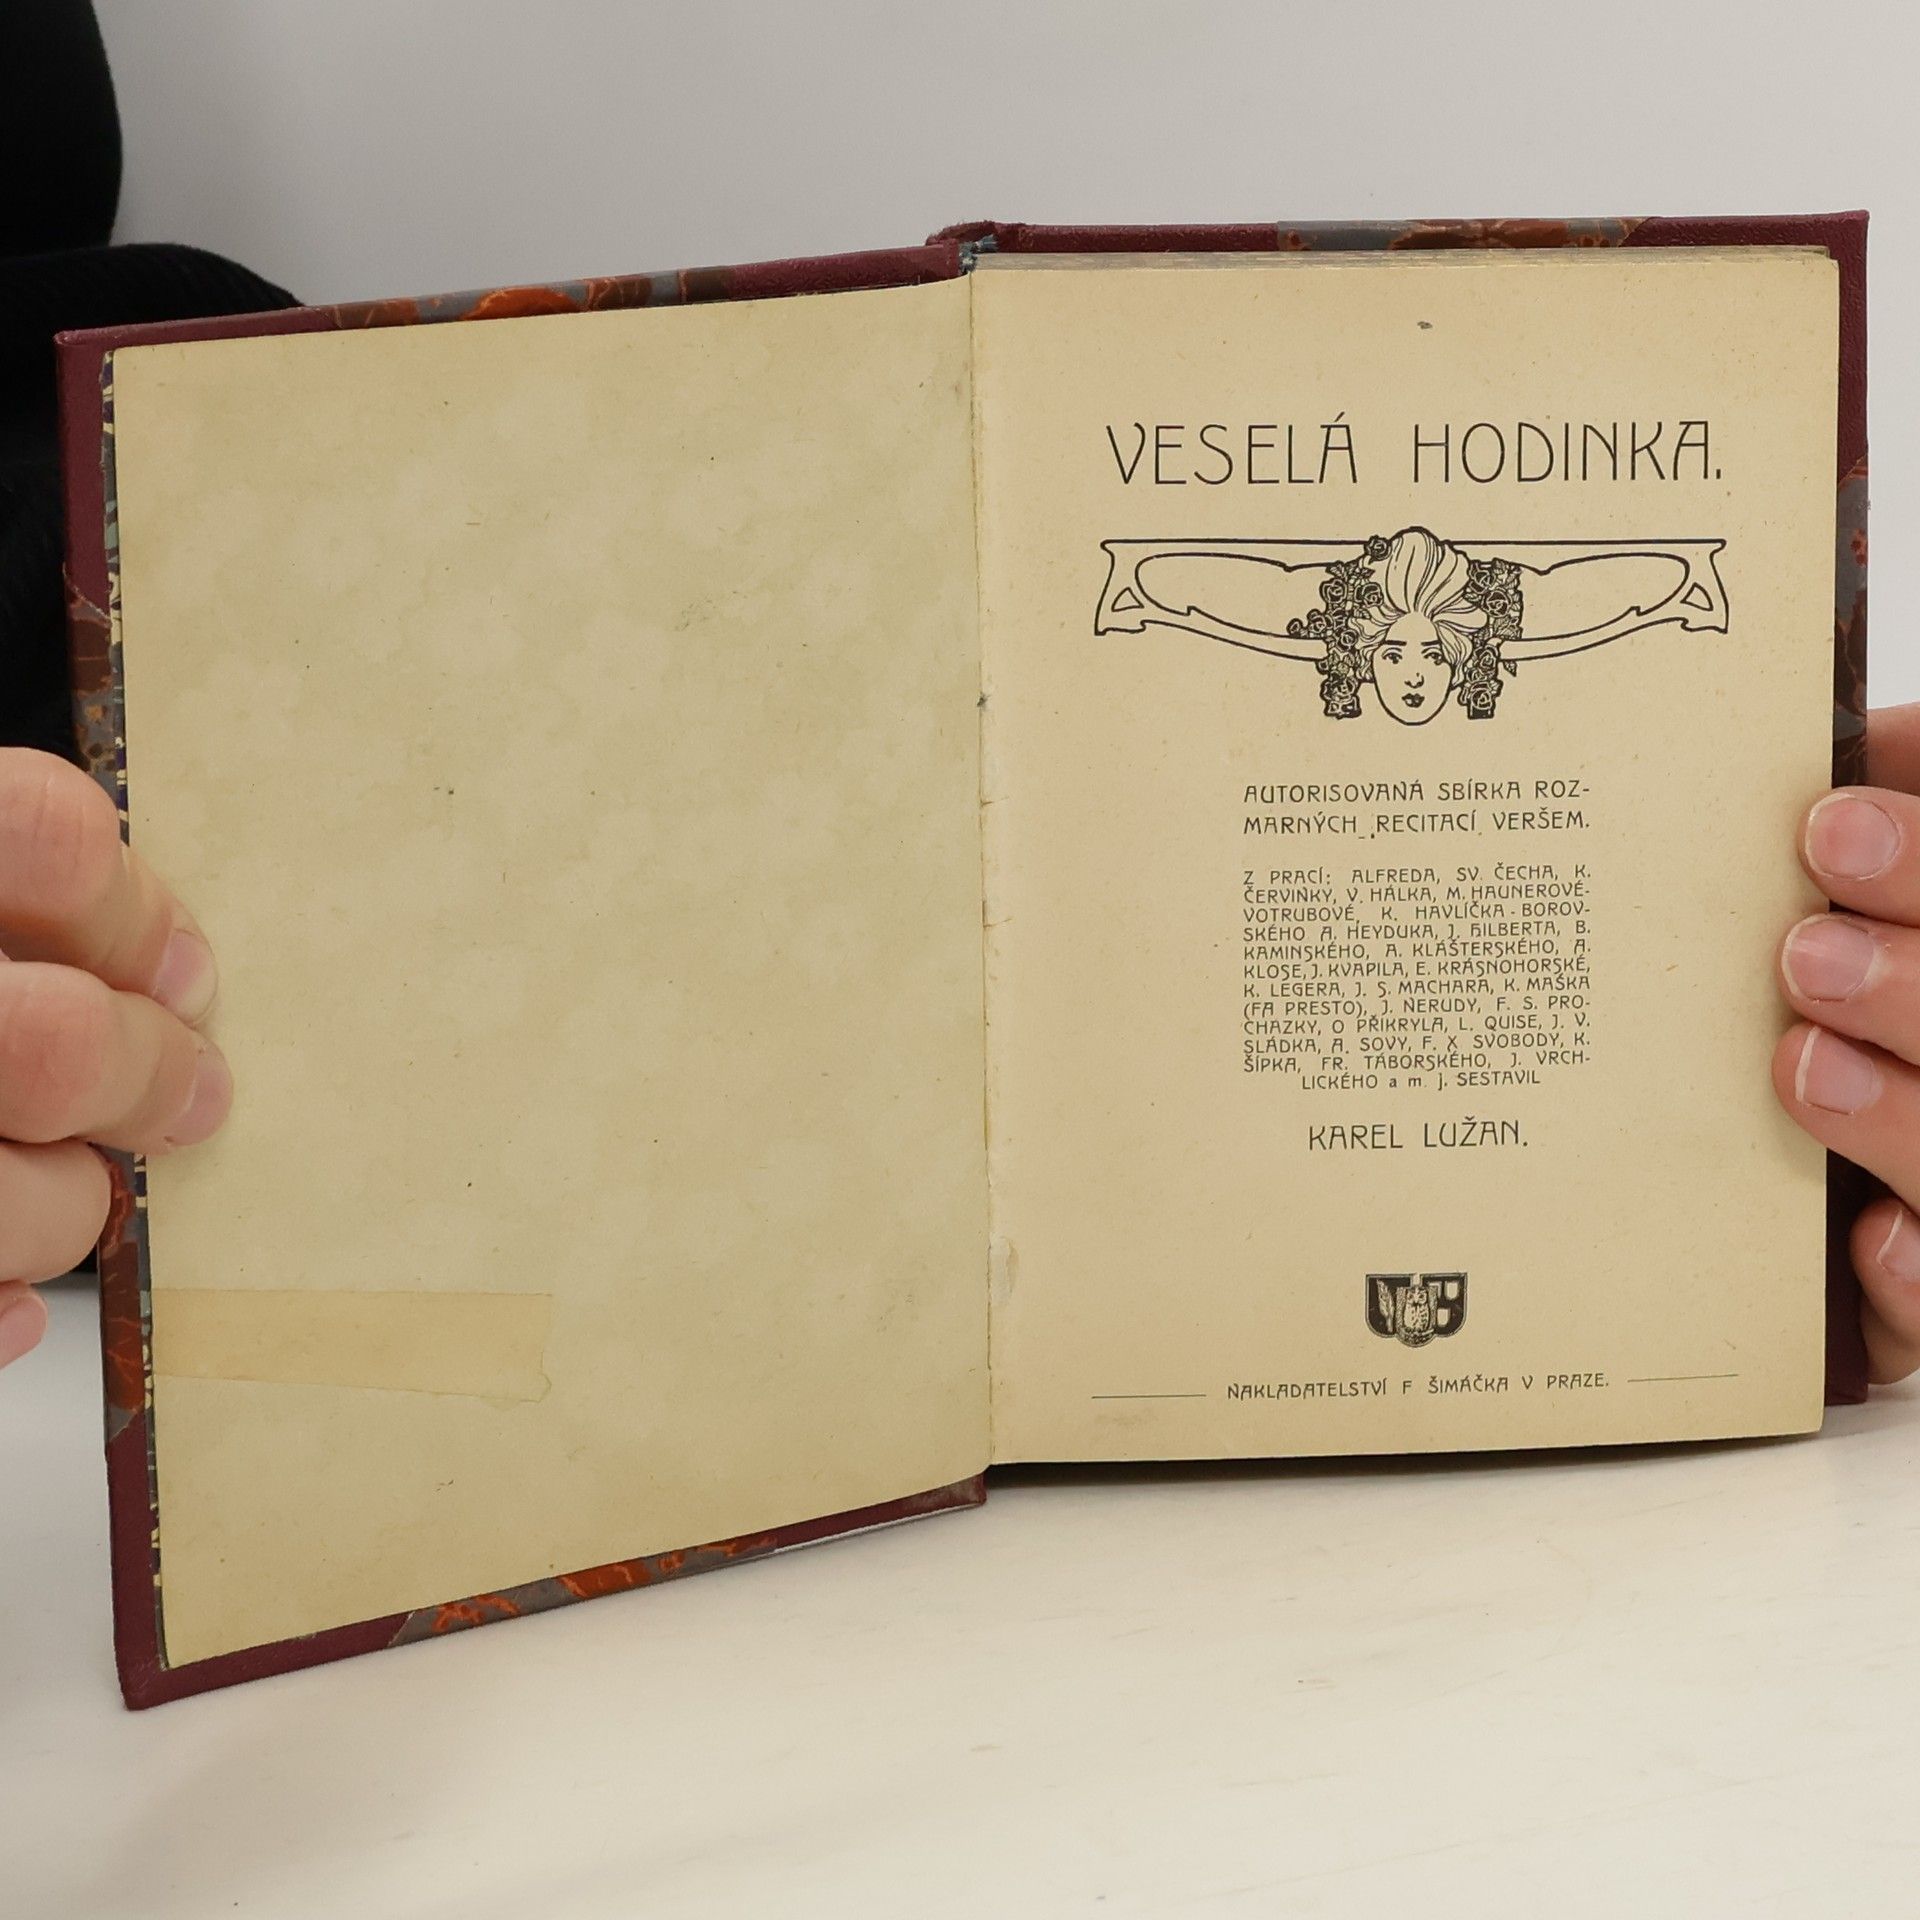 VESELÁ HODINKA.
AUTORISOVANÁ SBÍRKA ROZ-
MARNÝCH RECITACÍ VERŠEM.
Z PRACÍ: ALFREDA, SV. ČECHA, K.
ČERVINKY, V. HÁLKA, M. HAUNEROVÉ-
VOTRUBOVÉ, K. HAVLÍČKA-BOROV-
SKÉHO A. HEYDUKA, J. HILBERTA, B.
KAMINSKÉHO, A. KLÁŠTERSKÉHO, A.
KLOSE, J. KVAPILA, E. KRÁSNOHORSKÉ,
K. LEGERA, J. S. MACHARA, K. MAŠKA
(FA PRESTO), J. NERUDY, F. S. PRO-
CHAZKY, O PŘIKRYLA, L. QUISE, J. V.
SLÁDKA, A. SOVY, F. X SVOBODY, K.
ŠÍPKA, FR. TÁBORSKÉHO, J. VRCH-
LICKÉHO a m. j. SESTAVIL
KAREL LUŽAN.
NAKLADATELSTVÍ F ŠIMÁČKA V PRAZE.